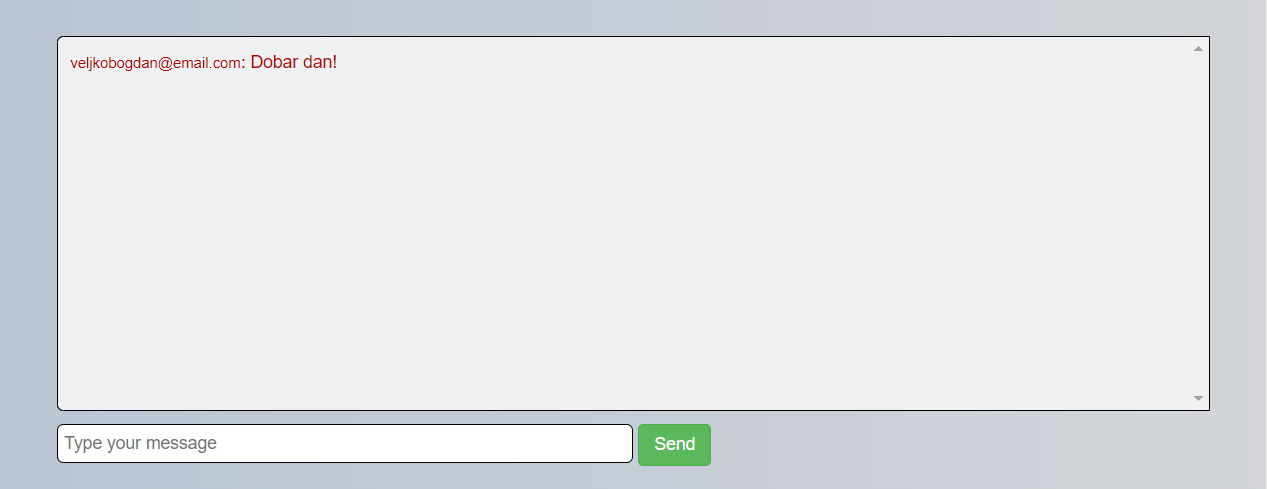 veljkobogdan@email.com: Dobar dan!
Type your message
Send